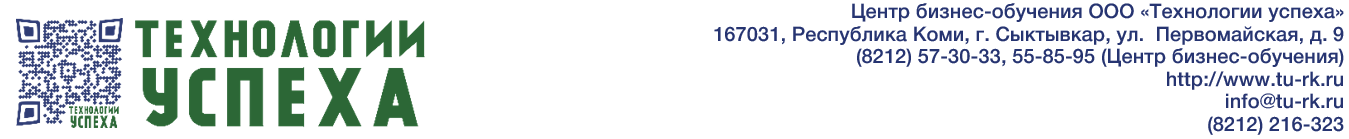 ТЕХНОЛОГИИ
УСПЕХА
ТЕХНОЛОГИИ
УСПЕХА
Центр бизнес-обучения ООО «Технологии успеха»
167031, Республика Коми, г. Сыктывкар, ул. Первомайская, д. 9
(8212) 57-30-33, 55-85-95 (Центр бизнес-обучения)
http://www.tu-rk.ru
info@tu-rk.ru
(8212) 216-323